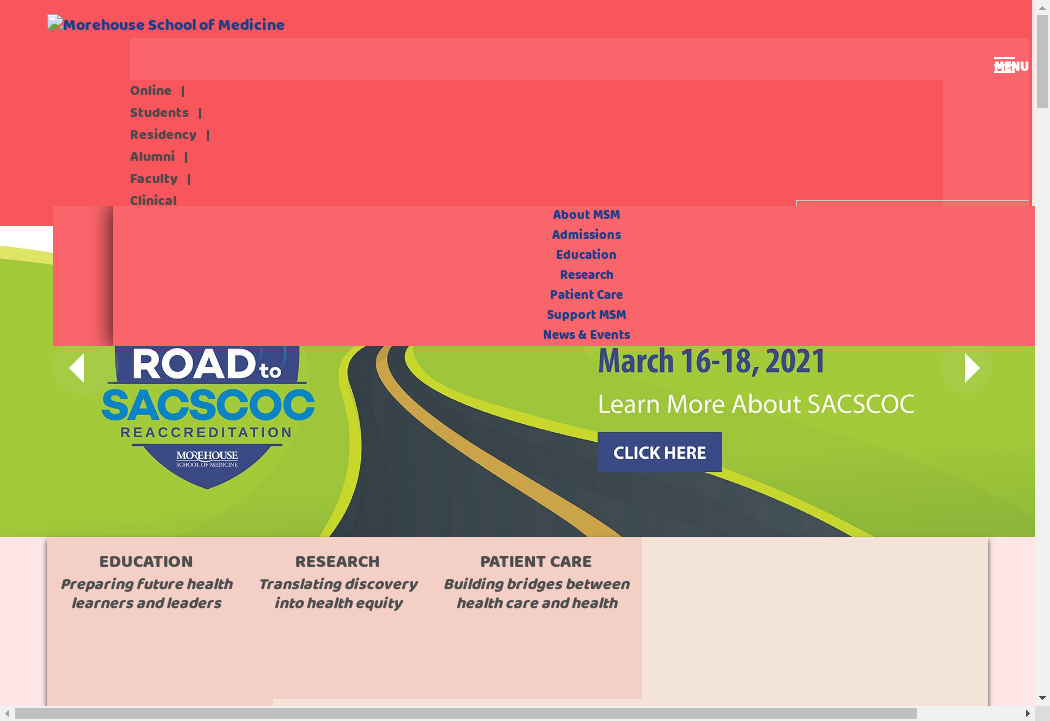 Morehouse School of Medicine
MENU
Online |
Students |
Residency |
Alumni |
Faculty |
Clinical
About MSM
Admissions
Education
Research
Patient Care
Support MSM
News & Events
ROAD to
SACSCOC
REACCREDITATION
MOREHOUSE
SCHOOL OF MEDICINE
March 16-18, 2021
Learn More About SACSCOC
CLICK HERE
EDUCATION
Preparing future health
learners and leaders
RESEARCH
Translating discovery
into health equity
PATIENT CARE
Building bridges between
health care and health